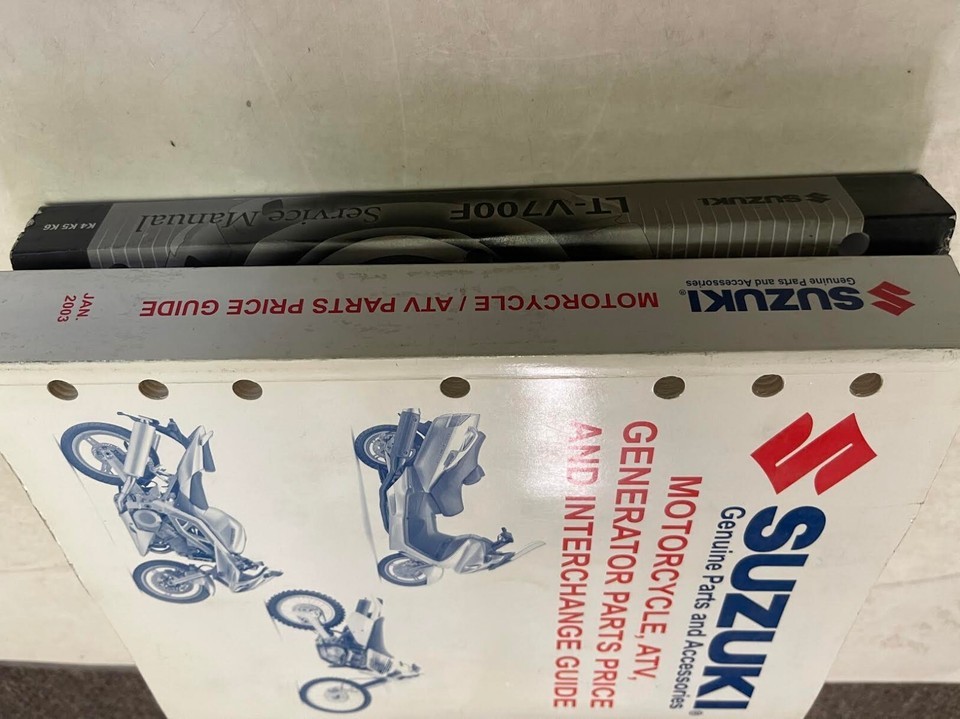 SUZUKI
LT-V700F
Service Manual
K4 K5 K6
SUZUKI®
Genuine Parts and Accessories
MOTORCYCLE / ATV PARTS PRICE GUIDE
JAN.
2003
SUZUKI®
Genuine Parts and Accessories
MOTORCYCLE, ATV,
GENERATOR PARTS PRICE
AND INTERCHANGE GUIDE